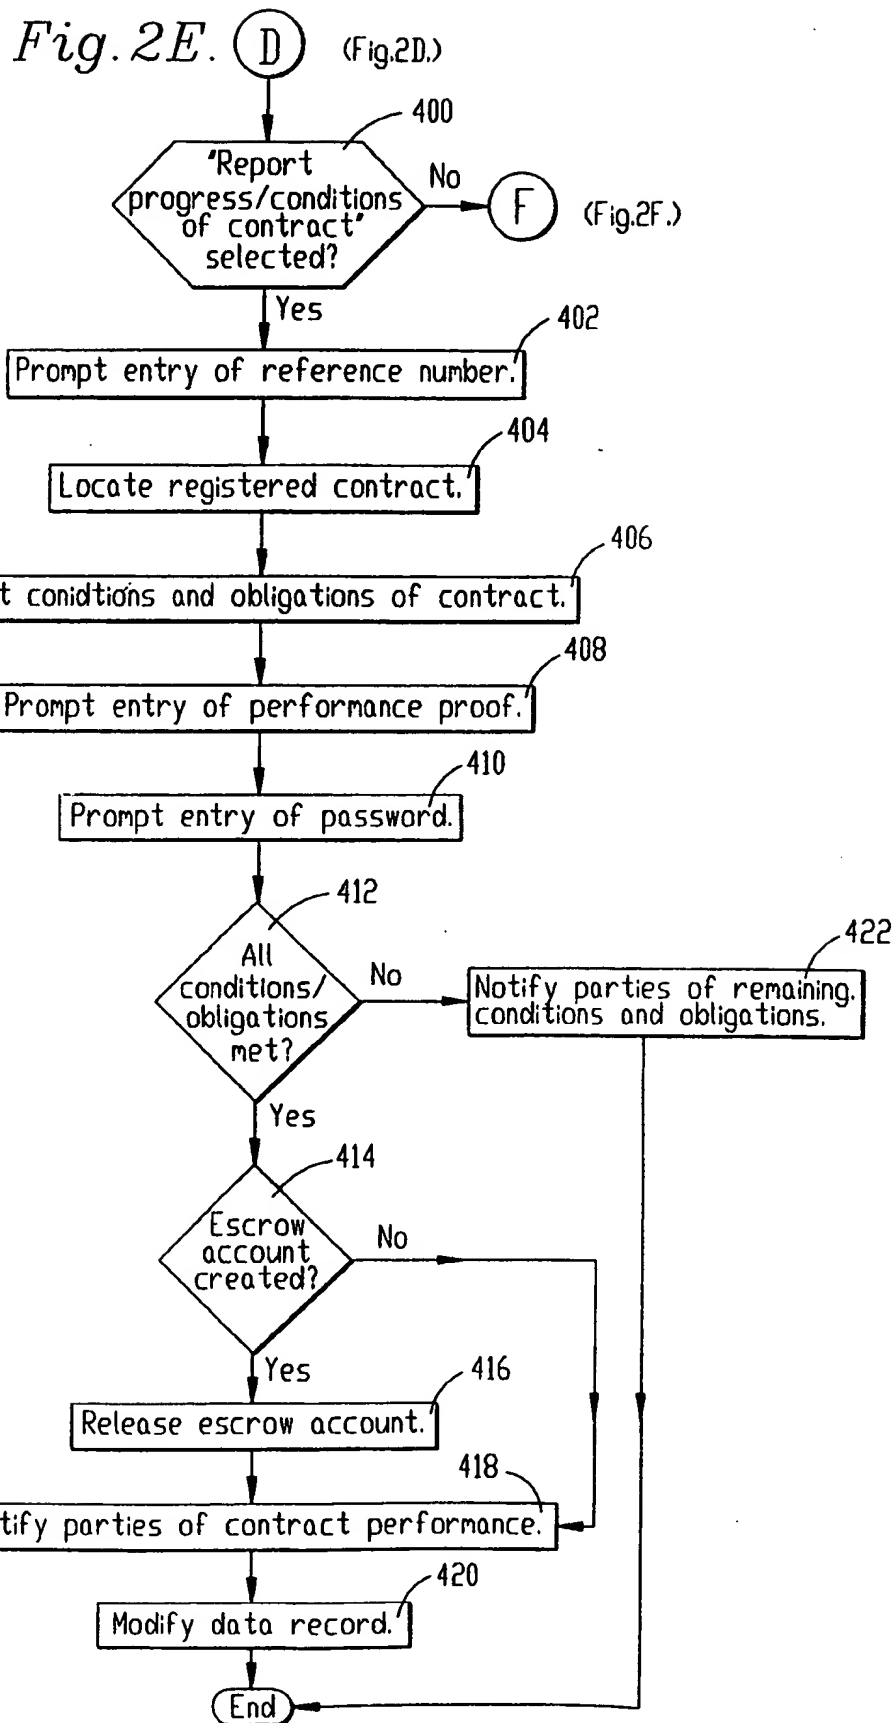 Fig. 2E.
D
(Fig.2D.)
400
"Report
progress/conditions
of contract"
selected?
No
F
(Fig.2F.)
Yes
402
Prompt entry of reference number.
404
Locate registered contract.
406
t conidtions and obligations of contract.
408
Prompt entry of performance proof.
410
Prompt entry of password.
412
All
conditions/
obligations
met?
No
422
Notify parties of remaining.
conditions and obligations.
Yes
414
Escrow
account
created?
No
Yes
416
Release escrow account.
418
tify parties of contract performance.
420
Modify data record.
End